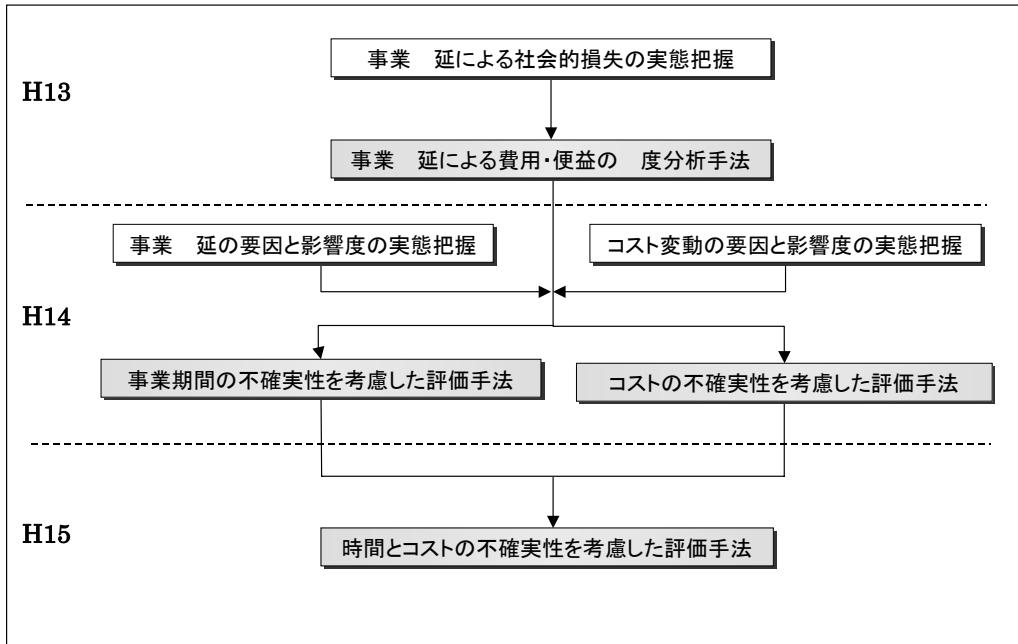 H13
事業　延による社会的損失の実態把握
事業　延による費用・便益の　度分析手法
H14
事業　延の要因と影響度の実態把握
コスト変動の要因と影響度の実態把握
事業期間の不確実性を考慮した評価手法
コストの不確実性を考慮した評価手法
H15
時間とコストの不確実性を考慮した評価手法